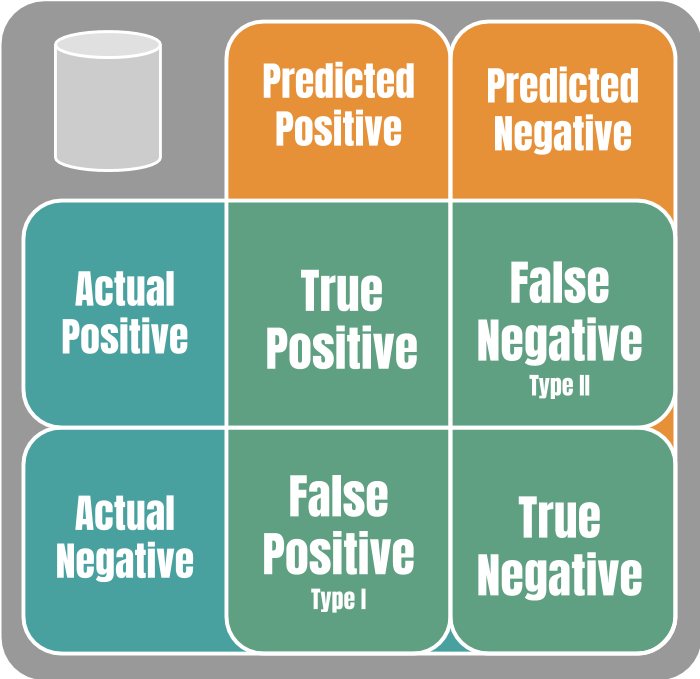 Predicted
Positive
Predicted
Negative
Actual
Positive
True
Positive
False
Negative
Type II
Actual
Negative
False
Positive
Type I
True
Negative